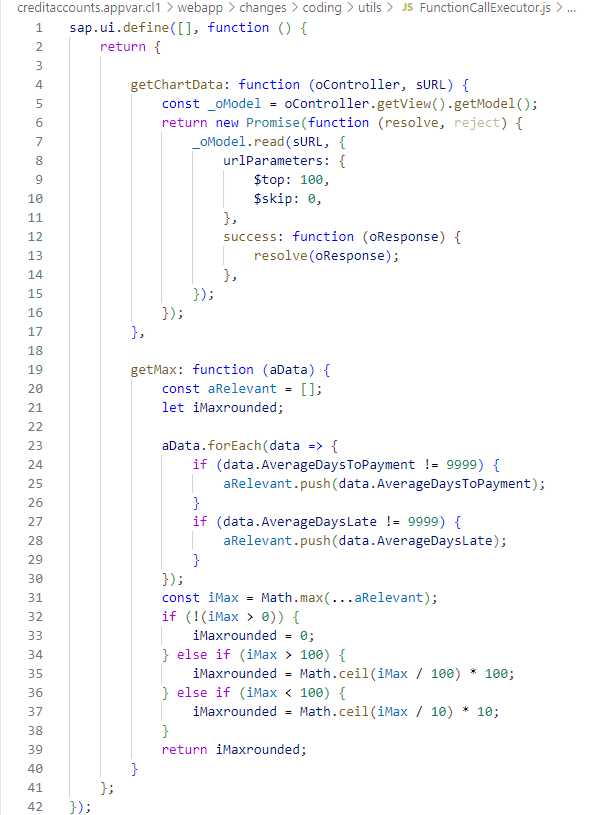 creditaccounts.appvar.cl1 > webapp > changes > coding > utils > JS FunctionCallExecutor.js > ...
1 sap.ui.define([], function () {
2     return {
3
4         getChartData: function (oController, sURL) {
5             const _oModel = oController.getView().getModel();
6             return new Promise(function (resolve, reject) {
7                 _oModel.read(sURL, {
8                     urlParameters: {
9                         $top: 100,
10                         $skip: 0,
11                     },
12                     success: function (oResponse) {
13                         resolve(oResponse);
14                     },
15                 });
16             });
17         },
18
19         getMax: function (aData) {
20             const aRelevant = [];
21             let iMaxrounded;
22
23             aData.forEach(data => {
24                 if (data.AverageDaysToPayment != 9999) {
25                     aRelevant.push(data.AverageDaysToPayment);
26                 }
27                 if (data.AverageDaysLate != 9999) {
28                     aRelevant.push(data.AverageDaysLate);
29                 }
30             });
31             const iMax = Math.max(...aRelevant);
32             if (!(iMax > 0)) {
33                 iMaxrounded = 0;
34             } else if (iMax > 100) {
35                 iMaxrounded = Math.ceil(iMax / 100) * 100;
36             } else if (iMax < 100) {
37                 iMaxrounded = Math.ceil(iMax / 10) * 10;
38             }
39             return iMaxrounded;
40         }
41     };
42 });